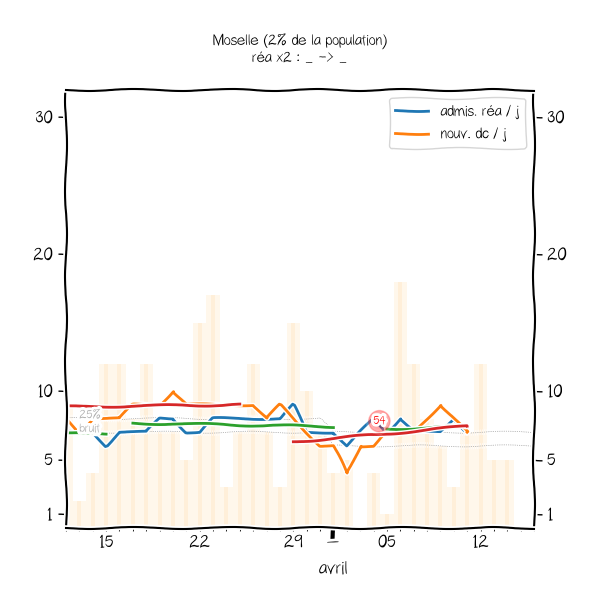 Moselle (2% de la population)
réa x2 : _ -> _
admis. réa / j
nouv. dc / j
30
30
20
20
10
10
5
5
1
1
25%
bruit
54
15
22
29
05
12
avril